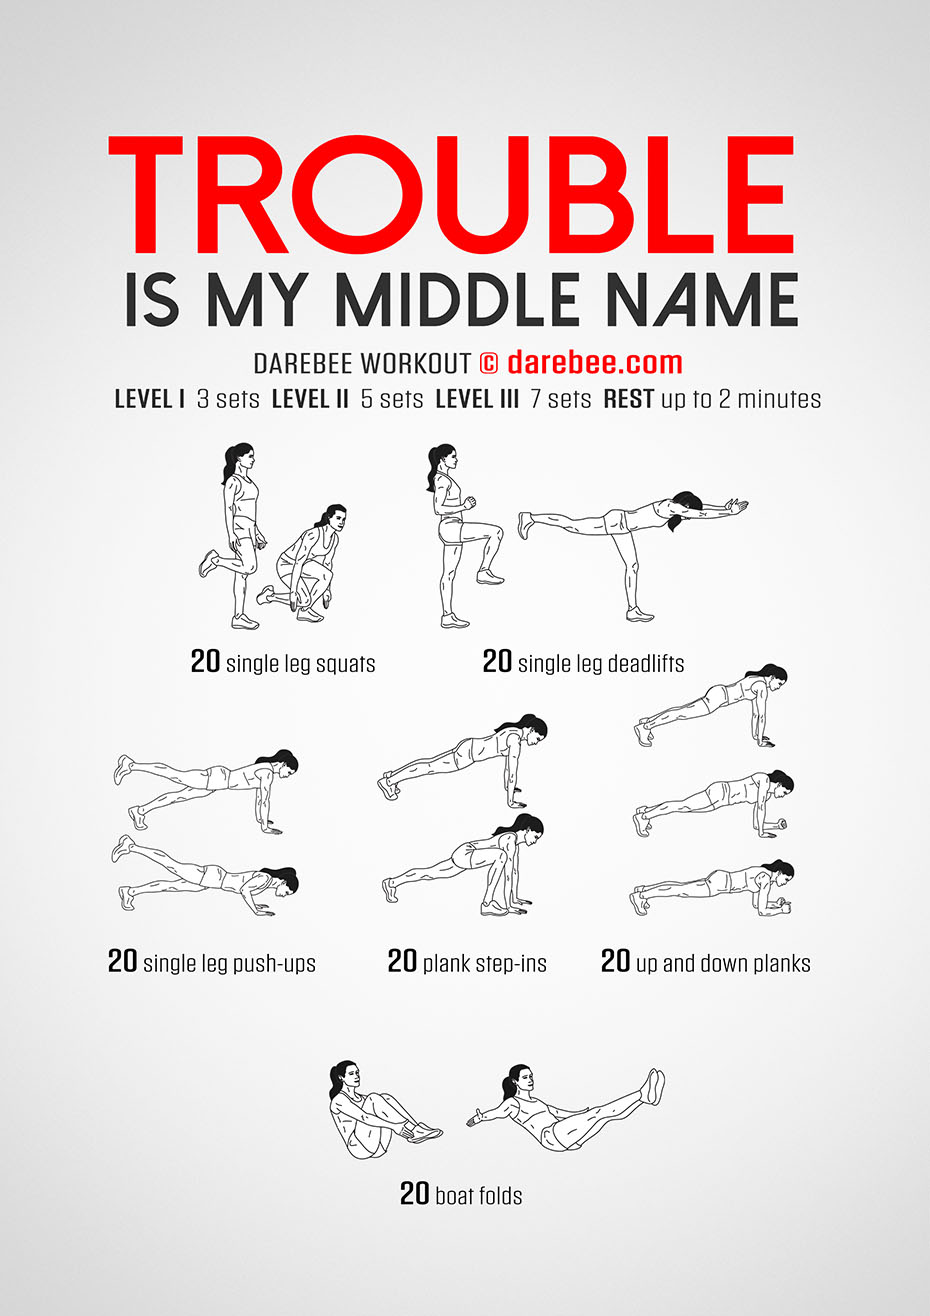 TROUBLE
IS MY MIDDLE NAME
DAREBEE WORKOUT © darebee.com
LEVEL I 3 sets LEVEL II 5 sets LEVEL III 7 sets REST up to 2 minutes
20 single leg squats
20 single leg deadlifts
20 single leg push-ups
20 plank step-ins
20 up and down planks
20 boat folds